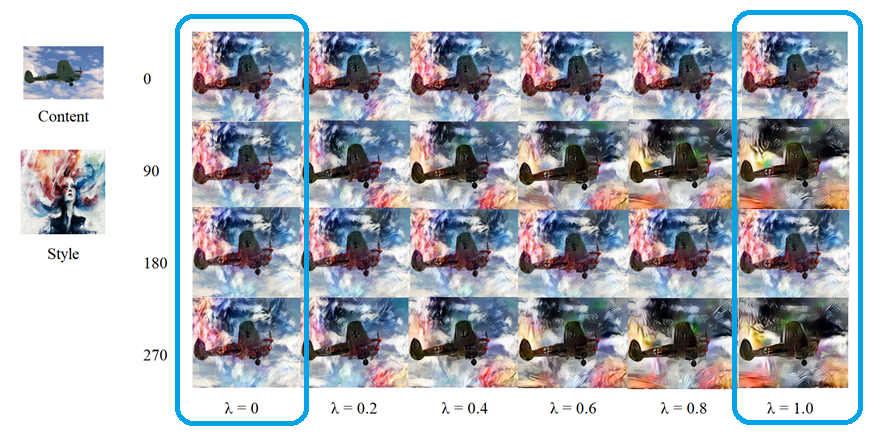 Content
Style
0
90
180
270
λ = 0
λ = 0.2
λ = 0.4
λ = 0.6
λ = 0.8
λ = 1.0